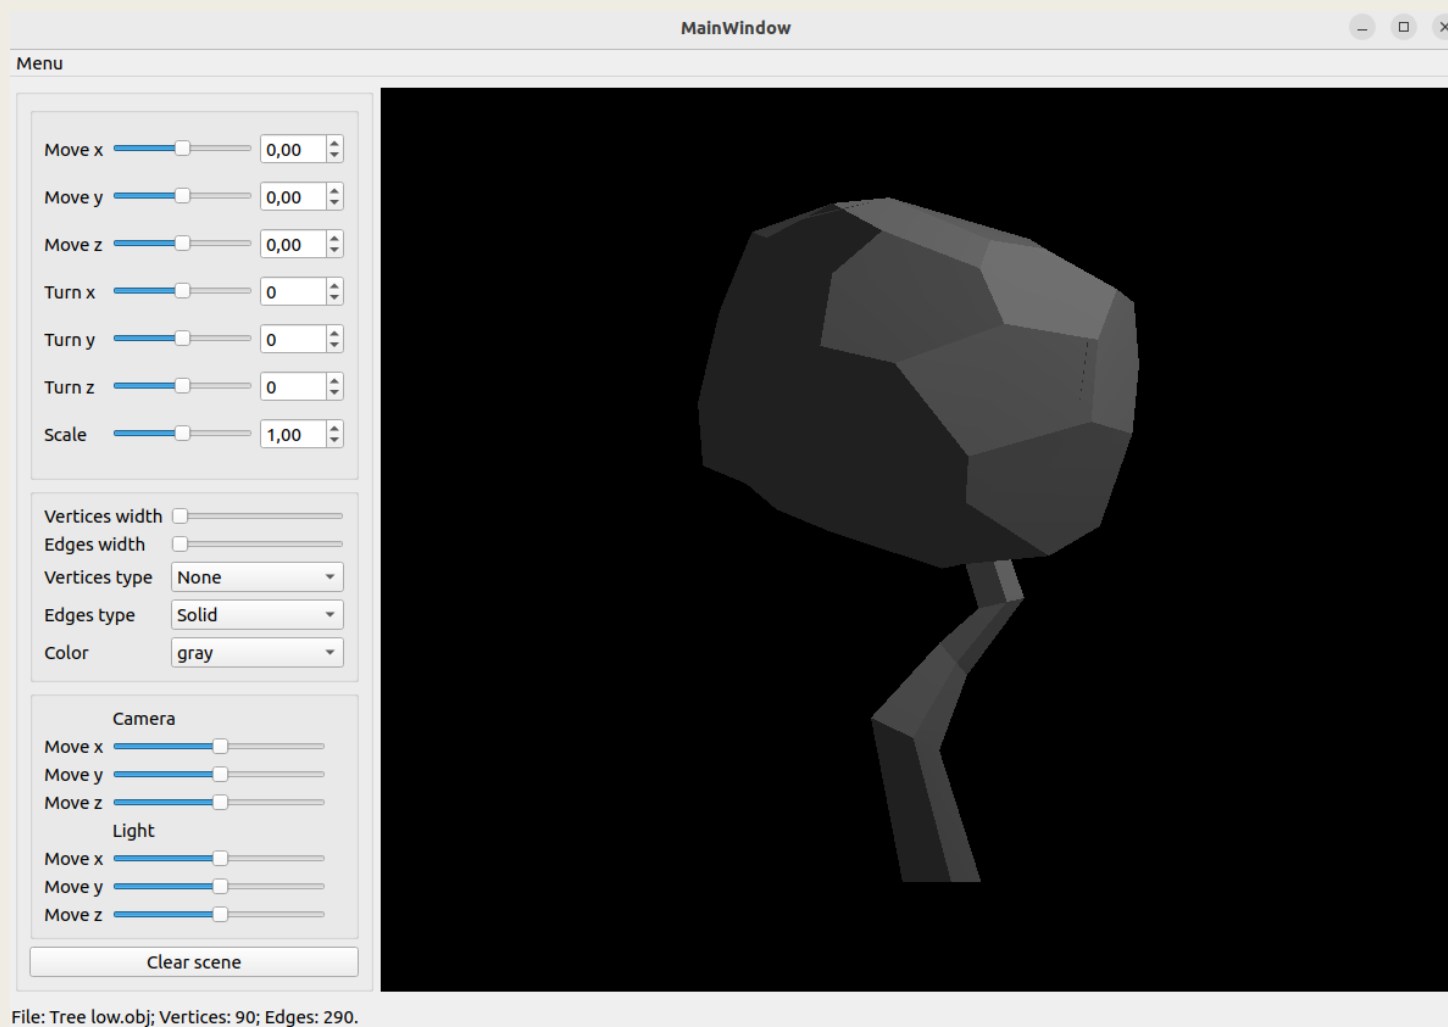 MainWindow
Menu
Move x 0,00
Move y 0,00
Move z 0,00
Turn x 0
Turn y 0
Turn z 0
Scale 1,00
Vertices width
Edges width
Vertices type None
Edges type Solid
Color gray
Camera
Move x
Move y
Move z
Light
Move x
Move y
Move z
Clear scene
File: Tree low.obj; Vertices: 90; Edges: 290.